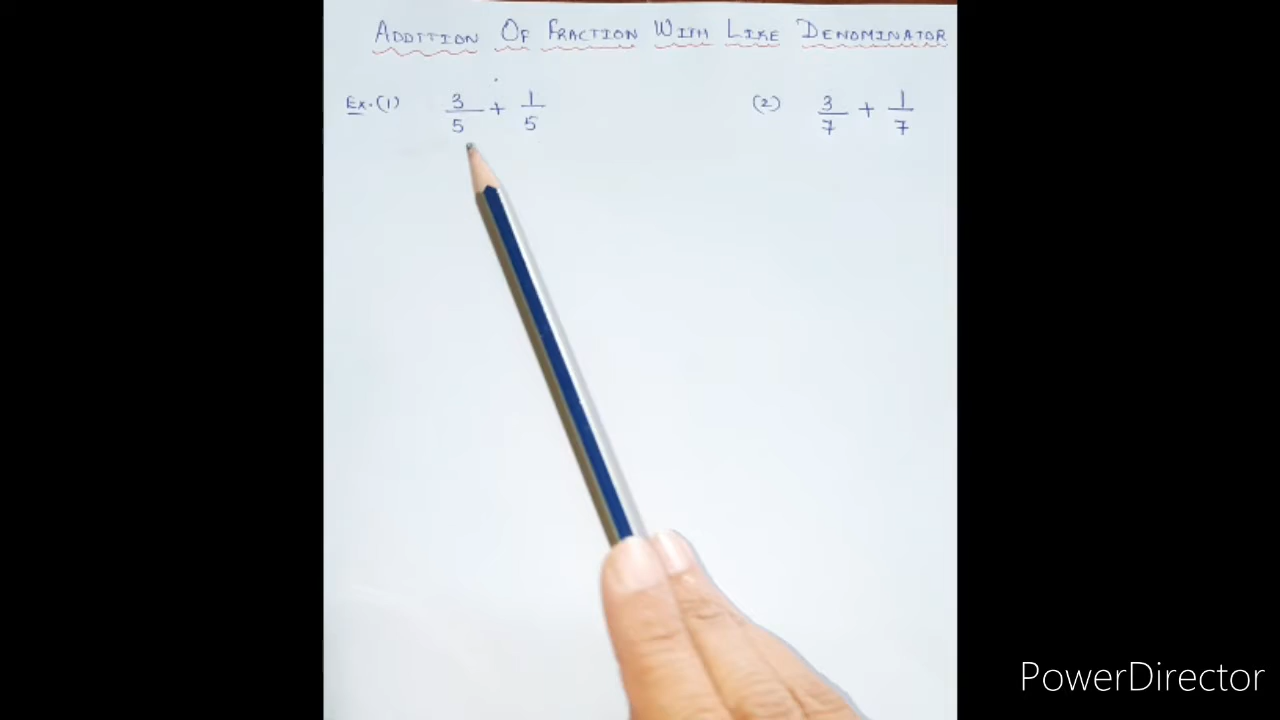 ADDITION OF FRACTION WITH LIKE DENOMINATOR
Ex.(1) 3/5 + 1/5 (2) 3/7 + 1/7
PowerDirector